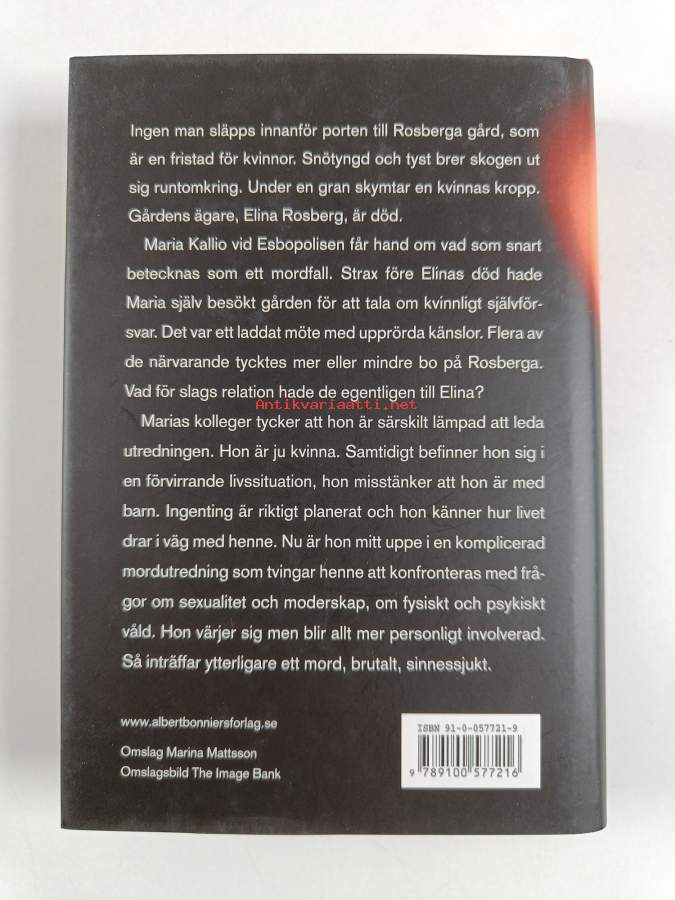 Ingen man släpps innanför porten till Rosberga gård, som
är en fristad för kvinnor. Snötyngd och tyst brer skogen ut
sig runtomkring. Under en gran skymtar en kvinnas kropp.
Gårdens ägare, Elina Rosberg, är död.
Maria Kallio vid Esbopolisen får hand om vad som snart
betecknas som ett mordfall. Strax före Elinas död hade
Maria själv besökt gården för att tala om kvinnligt självför-
svar. Det var ett laddat möte med upprörda känslor. Flera av
de närvarande tycktes mer eller mindre bo på Rosberga.
Vad för slags relation hade de egentligen till Elina?
Antikvariaatti.net
Marias kolleger tycker att hon är särskilt lämpad att leda
utredningen. Hon är ju kvinna. Samtidigt befinner hon sig i
en förvirrande livssituation, hon misstänker att hon är med
barn. Ingenting är riktigt planerat och hon känner hur livet
drar i väg med henne. Nu är hon mitt uppe i en komplicerad
mordutredning som tvingar henne att konfronteras med frå-
gor om sexualitet och moderskap, om fysiskt och psykiskt
våld. Hon värjer sig men blir allt mer personligt involverad.
Så inträffar ytterligare ett mord, brutalt, sinnessjukt.
www.albertbonniersforlag.se
Omslag Marina Mattsson
Omslagsbild The Image Bank
ISBN 91-0-057721-9
9 789100 577216